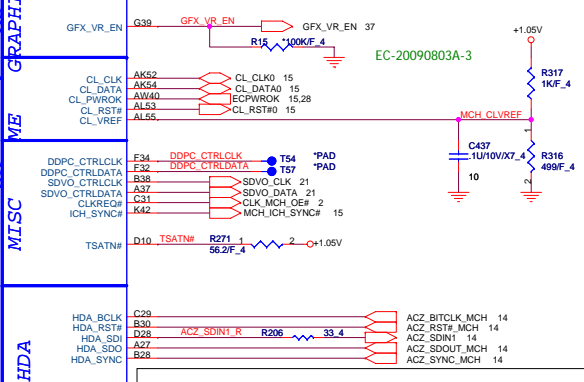 GRAPHI
GFX_VR_EN G39 GFX_VR_EN GFX_VR_EN 37
R15 *100K/F_4
EC-20090803A-3
+1.05V
R317
1K/F_4
ME
CL_CLK AK52 CL_CLK0 15
CL_DATA AK54 CL_DATA0 15
CL_PWROK AW40 ECPWROK 15,28
CL_RST# AL53 CL_RST#0 15
CL_VREF AL55 MCH_CLVREF
C437
.1U/10V/X7_4
10
1
R316
499/F_4
2
MISC
DDPC_CTRLCLK F34 DDPC_CTRLCLK T54 *PAD
DDPC_CTRLDATA F32 DDPC_CTRLDATA T57 *PAD
SDVO_CTRLCLK B38 SDVO_CLK 21
SDVO_CTRLDATA A37 SDVO_DATA 21
CLKREQ# C31 CLK_MCH_OE# 2
ICH_SYNC# K42 MCH_ICH_SYNC# 15
TSATN# D10 TSATN# R271 1 2 +1.05V
56.2/F_4
HDA
HDA_BCLK C29 ACZ_BITCLK_MCH 14
HDA_RST# B30 ACZ_RST#_MCH 14
HDA_SDI D28 ACZ_SDIN1_R R206 33_4 ACZ_SDIN1 14
HDA_SDO A27 ACZ_SDOUT_MCH 14
HDA_SYNC B28 ACZ_SYNC_MCH 14